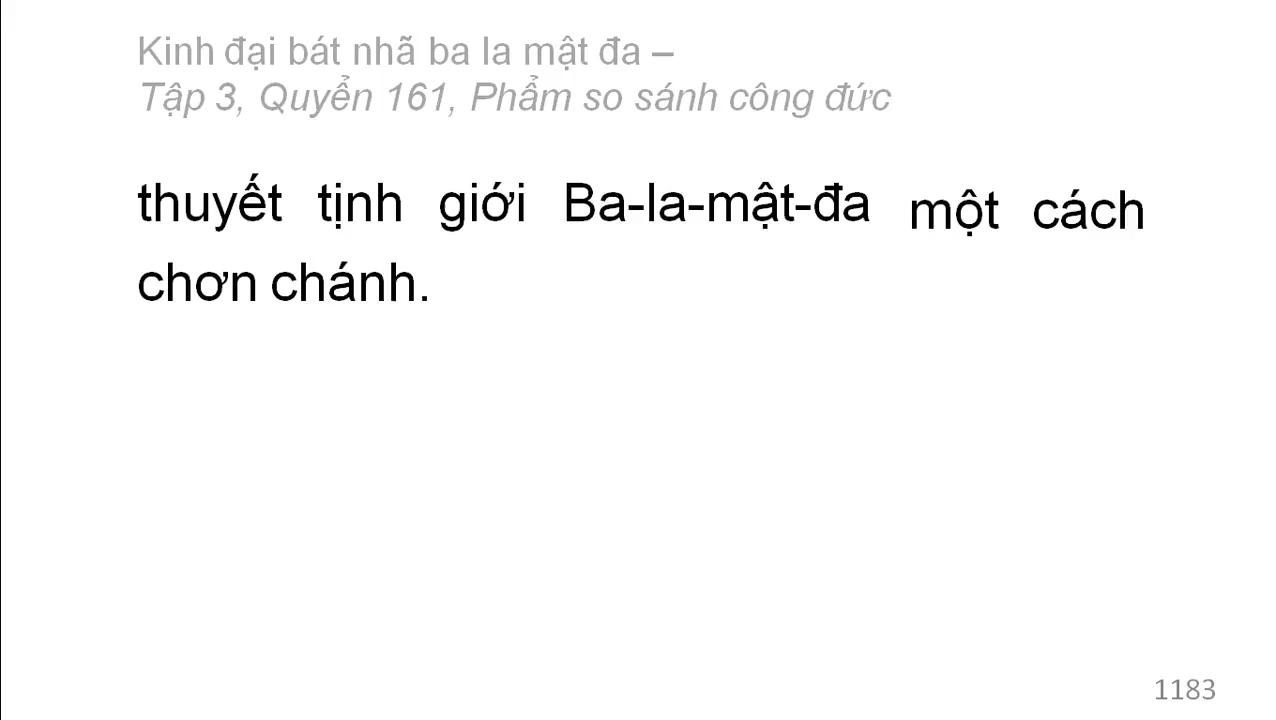 Kinh đại bát nhã ba la mật đa –
Tập 3, Quyển 161, Phẩm so sánh công đức
thuyết tịnh giới Ba-la-mật-đa một cách
chơn chánh.
1183